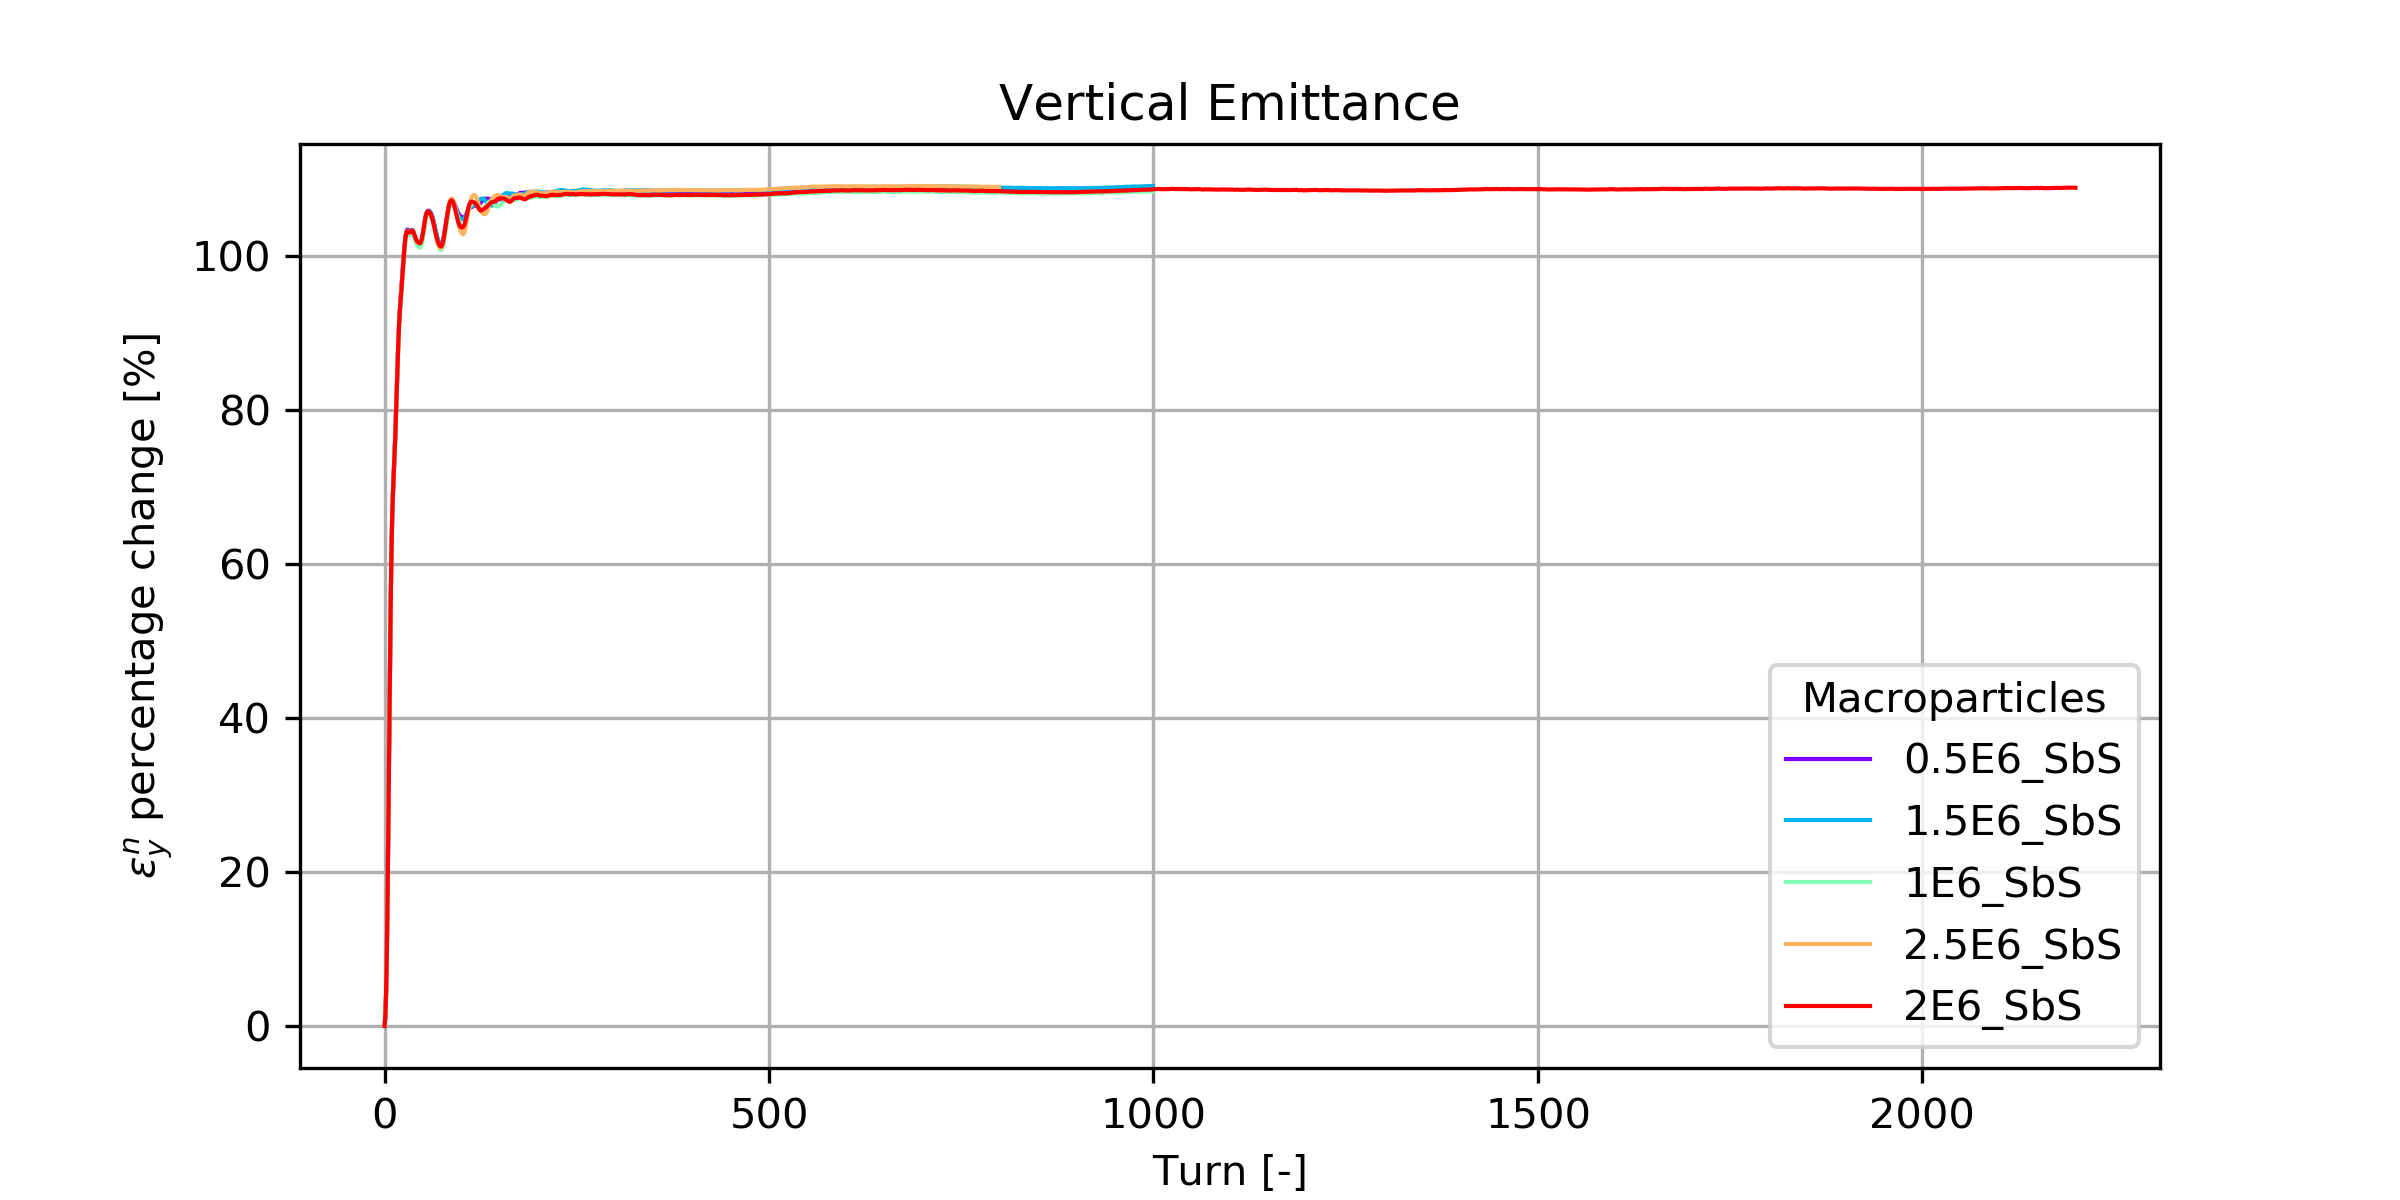 Vertical Emittance
ε_y^n percentage change [%]
100
80
60
40
20
0
0 500 1000 1500 2000
Turn [-]
Macroparticles
0.5E6_SbS
1.5E6_SbS
1E6_SbS
2.5E6_SbS
2E6_SbS